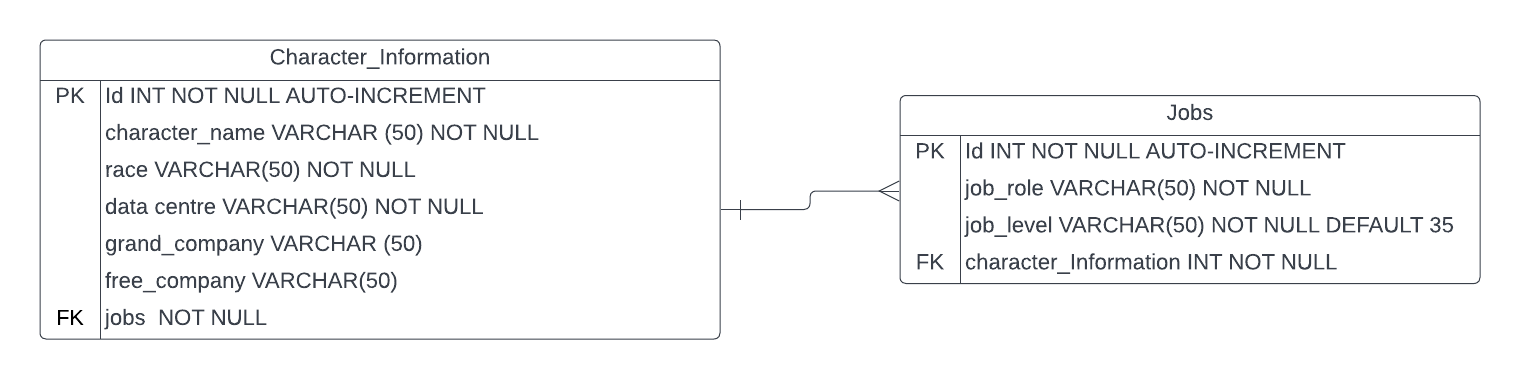 Character_Information
PK Id INT NOT NULL AUTO-INCREMENT
character_name VARCHAR (50) NOT NULL
race VARCHAR(50) NOT NULL
data centre VARCHAR(50) NOT NULL
grand_company VARCHAR (50)
free_company VARCHAR(50)
FK jobs NOT NULL
Jobs
PK Id INT NOT NULL AUTO-INCREMENT
job_role VARCHAR(50) NOT NULL
job_level VARCHAR(50) NOT NULL DEFAULT 35
FK character_Information INT NOT NULL